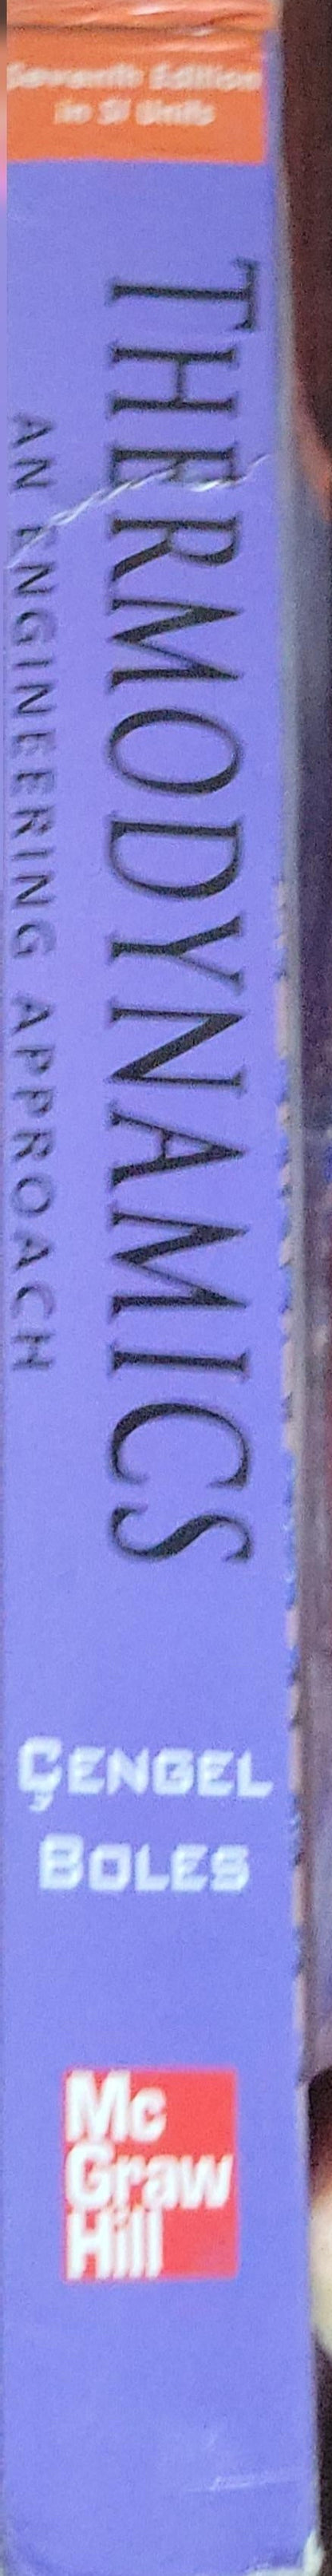 Seventh Edition
in SI Units
THERMODYNAMICS
AN ENGINEERING APPROACH
ÇENGEL
BOLES
Mc
Graw
Hill